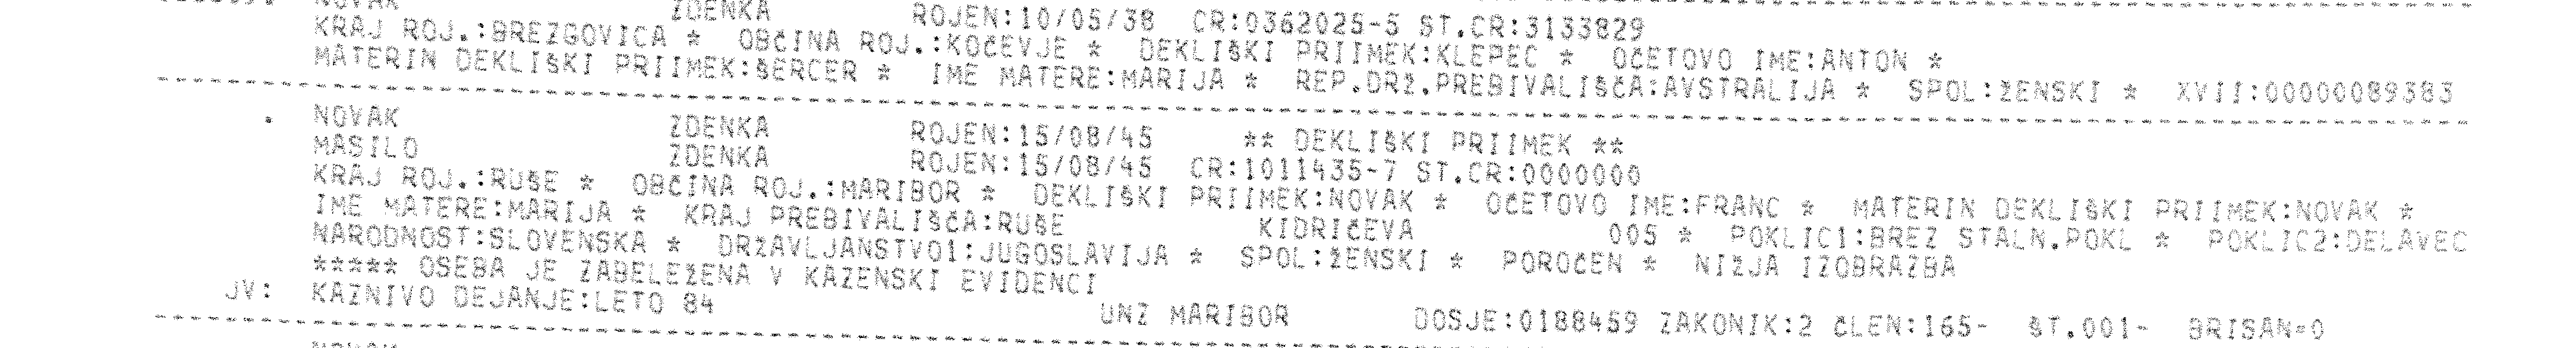 NOVAK ZDENKA ROJEN:10/05/38 CR:0362025-5 ST.CR:3133829
KRAJ ROJ.:BREZGOVICA * OBČINA ROJ.:KOČEVJE * DEKLIŠKI PRIIMEK:KLEPEC * OČETOVO IME:ANTON *
MATERIN DEKLIŠKI PRIIMEK:ŠERCER * IME MATERE:MARIJA * REP.DRŽ.PREBIVALIŠČA:AVSTRALIJA * SPOL:ŽENSKI * XVII:00000089383
. NOVAK ZDENKA ROJEN:15/08/45 ** DEKLIŠKI PRIIMEK **
MASILO ZDENKA ROJEN:15/08/45 CR:1011435-7 ST.CR:0000000
KRAJ ROJ.:RUŠE * OBČINA ROJ.:MARIBOR * DEKLIŠKI PRIIMEK:NOVAK * OČETOVO IME:FRANC * MATERIN DEKLIŠKI PRIIMEK:NOVAK *
IME MATERE:MARIJA * KRAJ PREBIVALIŠČA:RUŠE KIDRIČEVA 005 * POKLIC1:BREZ STALN.POKL * POKLIC2:DELAVEC
NARODNOST:SLOVENSKA * DRŽAVLJANSTVO1:JUGOSLAVIJA * SPOL:ŽENSKI * POROČEN * NIŽJA IZOBRAZBA
***** OSEBA JE ZABELEŽENA V KAZENSKI EVIDENCI
JV: KAZNIVO DEJANJE:LETO 84 UNZ MARIBOR DOSJE:0188459 ZAKONIK:2 ČLEN:165- ŠT.001- BRISAN=0
NOVAK